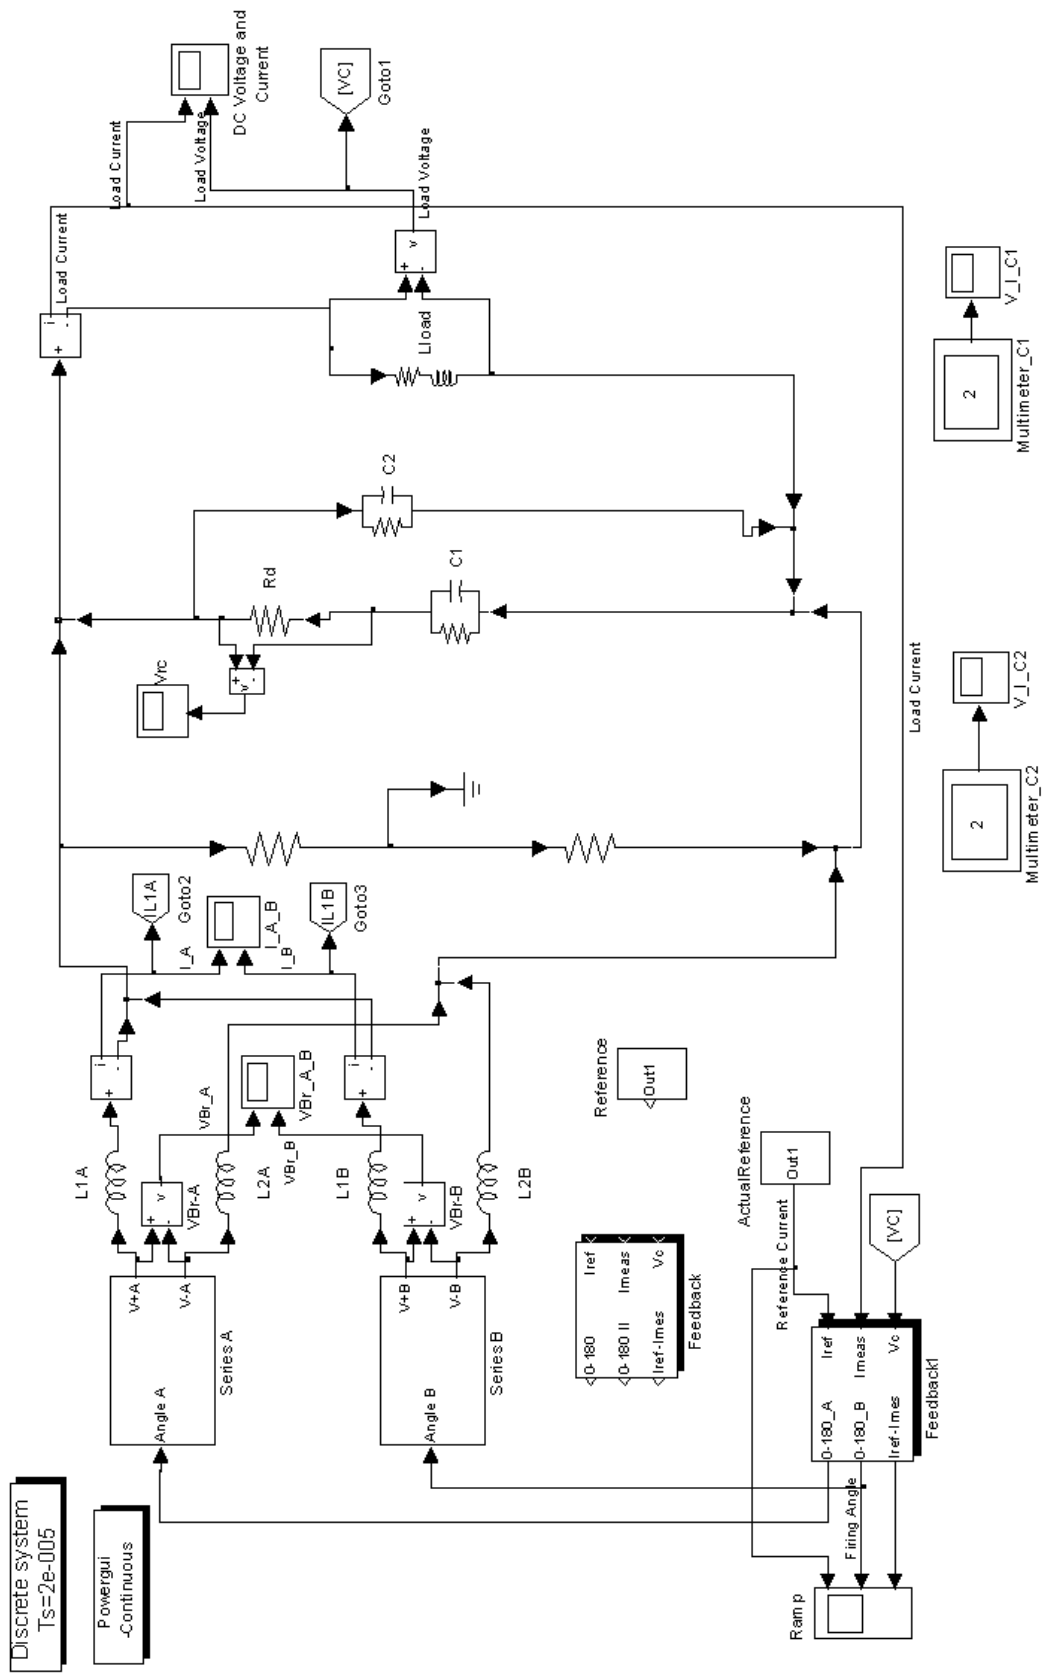 Discrete system
Ts=2e-005
Powergui
-Continuous
Angle A
V+A
V-A
Series A
Angle B
V+B
V-B
Series B
L1A
+
v
-
VBr-A
L2A
VBr_A
VBr_B
VBr_A_B
L1B
+
v
-
VBr-B
L2B
+
i
-
+
i
-
I_A
IL1A
Goto2
I_A_B
I_B
IL1B
Goto3
Vrc
+
v
-
Rd
C1
C2
+
i
-
Load Current
Load Current
Load Voltage
DC Voltage and
Current
[VC]
Goto1
+
v
-
Load Voltage
Lload
0-180
0-180 II
Iref-Imes
Iref
Imeas
Vc
Feedback
Out1
Reference
ActualReference
Out1
Reference Current
[VC]
Ramp
Firing Angle
0-180_A
0-180_B
Iref-Imes
Iref
Imeas
Vc
Feedback1
Load Current
2
Multimeter_C2
V_I_C2
2
Multimeter_C1
V_I_C1